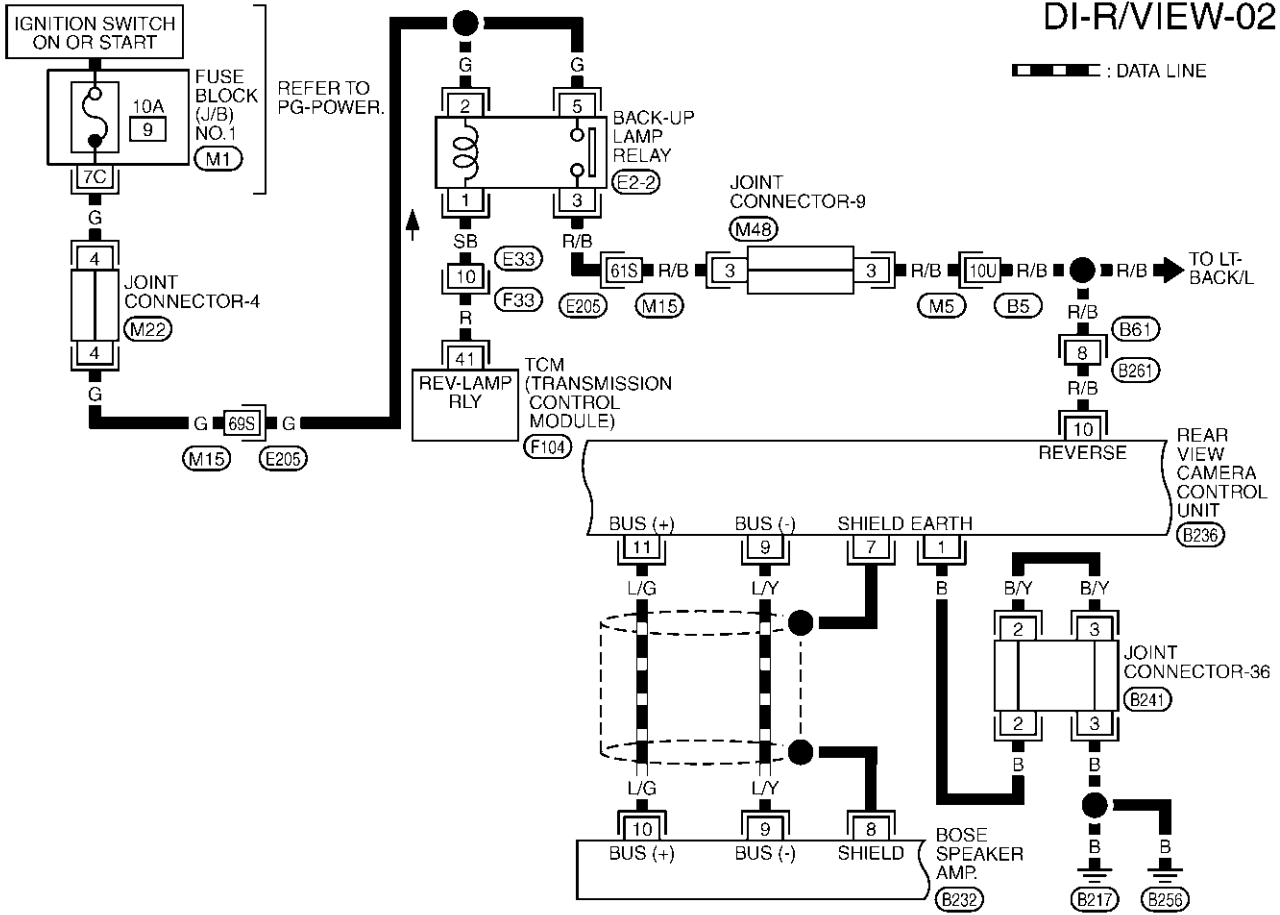 DI-R/VIEW-02
: DATA LINE
IGNITION SWITCH
ON OR START
FUSE
BLOCK
(J/B)
NO.1
M1
10A
9
7C
REFER TO
PG-POWER.
G
4
JOINT
CONNECTOR-4
M22
4
G
G
69S
G
M15
E205
G
G
2
5
BACK-UP
LAMP
RELAY
E2-2
1
3
SB
R/B
10
E33
F33
R
41
REV-LAMP
RLY
TCM
(TRANSMISSION
CONTROL
MODULE)
F104
61S
R/B
E205
M15
JOINT
CONNECTOR-9
M48
3
3
R/B
10U
R/B
R/B
M5
B5
TO LT-
BACK/L
R/B
8
B61
B261
R/B
10
REVERSE
REAR
VIEW
CAMERA
CONTROL
UNIT
B236
BUS (+)
BUS (-)
SHIELD
EARTH
11
9
7
1
L/G
L/Y
B
B/Y
B/Y
2
3
JOINT
CONNECTOR-36
B241
2
3
B
B
L/G
L/Y
10
9
8
BUS (+)
BUS (-)
SHIELD
BOSE
SPEAKER
AMP.
B232
B
B
B217
B256